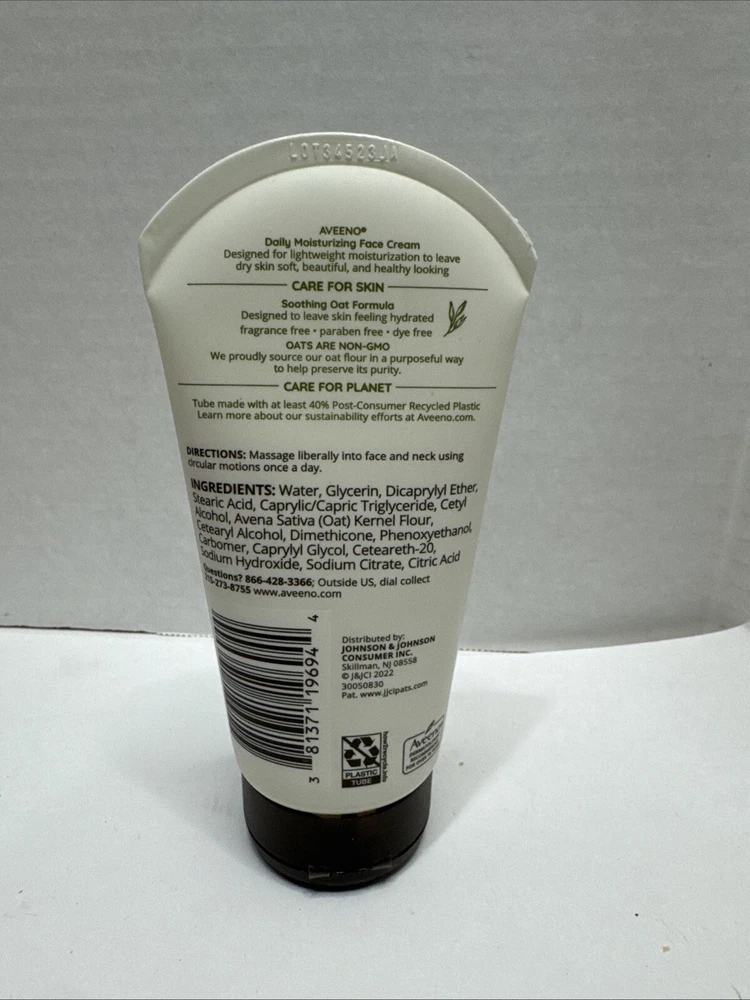 LOT34523JA
AVEENO®
Daily Moisturizing Face Cream
Designed for lightweight moisturization to leave
dry skin soft, beautiful, and healthy looking
CARE FOR SKIN
Soothing Oat Formula
Designed to leave skin feeling hydrated
fragrance free • paraben free • dye free
OATS ARE NON-GMO
We proudly source our oat flour in a purposeful way
to help preserve its purity.
CARE FOR PLANET
Tube made with at least 40% Post-Consumer Recycled Plastic
Learn more about our sustainability efforts at Aveeno.com.
DIRECTIONS: Massage liberally into face and neck using
circular motions once a day.
INGREDIENTS: Water, Glycerin, Dicaprylyl Ether,
Stearic Acid, Caprylic/Capric Triglyceride, Cetyl
Alcohol, Avena Sativa (Oat) Kernel Flour,
Cetearyl Alcohol, Dimethicone, Phenoxyethanol,
Carbomer, Caprylyl Glycol, Ceteareth-20,
Sodium Hydroxide, Sodium Citrate, Citric Acid
Questions? 866-428-3366; Outside US, dial collect
215-273-8755 www.aveeno.com
3 81371 19694 4
Distributed by:
JOHNSON & JOHNSON
CONSUMER INC.
Skillman, NJ 08558
© J&JCI 2022
30050830
Pat. www.jjcipats.com
how2recycle.info
PLASTIC
TUBE
Aveeno